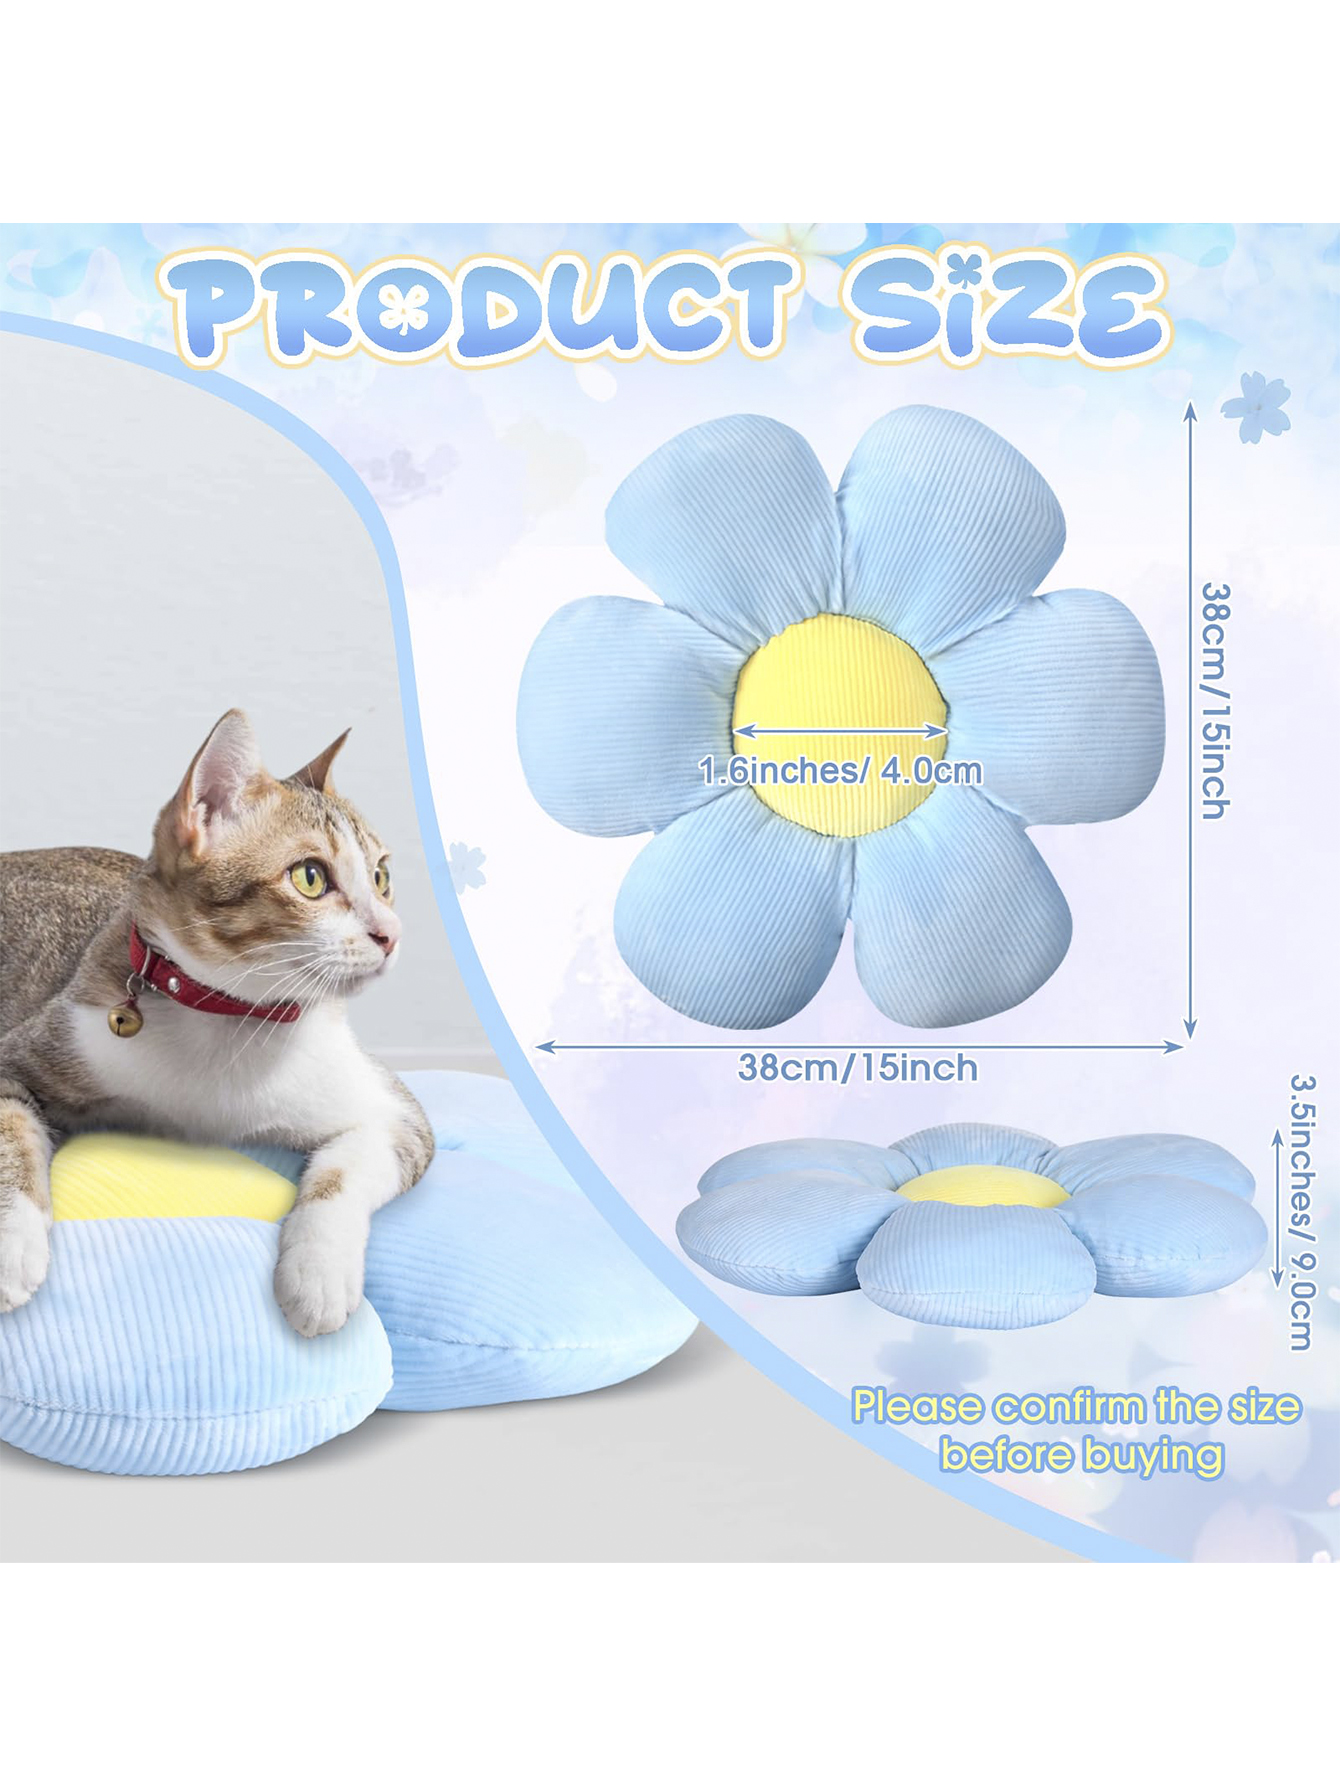 PRODUCT SiZE
38cm/15inch
1.6inches/ 4.0cm
38cm/15inch
3.5inches/ 9.0cm
Please confirm the size
before buying